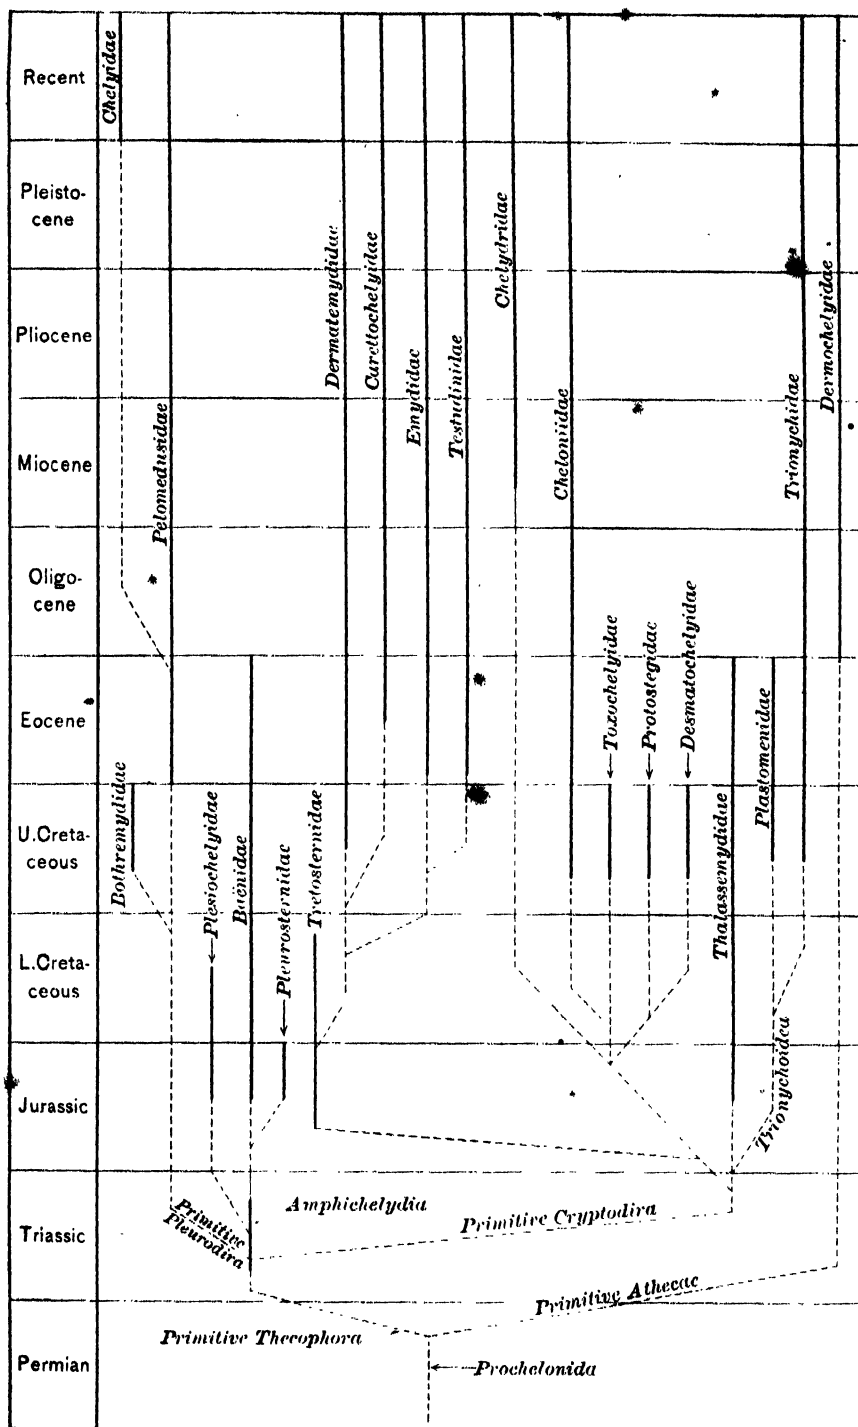 Recent
Chelyidae
Pleisto-
cene
Dermatemydidae
Carettochelyidae
Chelydridae
Dermochelyidae
Pliocene
Emydidae
Testudinidae
Cheloniidae
Trionychidae
Miocene
Pelomedusidae
Oligo-
cene
Toxochelyidae
Protostegidae
Desmatochelyidae
Eocene
Bothremydidae
Plesiochelyidae
Baënidae
Pleurosternidae
Tretosternidae
Thalassemydidae
Plastomenidae
U.Creta-
ceous
L.Creta-
ceous
Jurassic
Trionychoidea
Amphichelydia
Primitive
Pleurodira
Primitive Cryptodira
Triassic
Primitive Athecae
Primitive Thecophora
Permian
Prochelonida